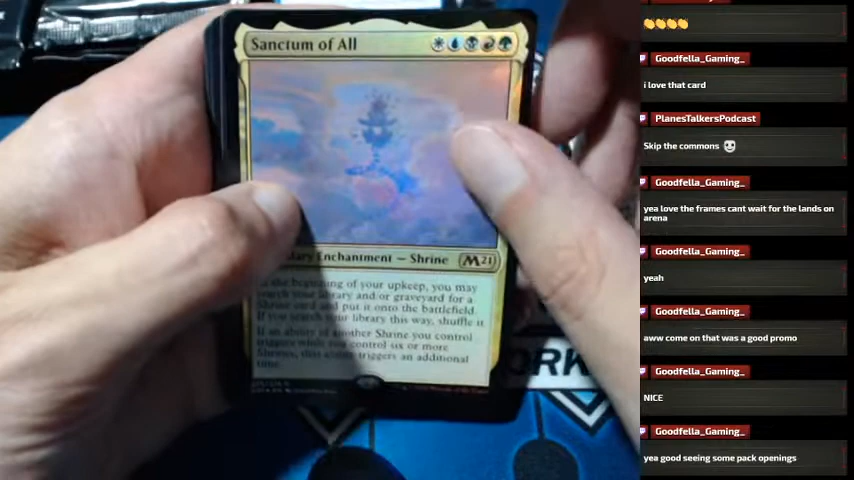 Sanctum of All
Enchantment — Shrine
M21
beginning of your upkeep, you may
search your library and/or graveyard for a
Shrine card and put it onto the battlefield.
If you search your library this way, shuffle it.
If an ability of another Shrine you control
triggers while you control six or more
Shrines, that ability triggers an additional
time.
ORK
Goodfella_Gaming_
i love that card
PlanesTalkersPodcast
Skip the commons
Goodfella_Gaming_
yea love the frames cant wait for the lands on
arena
Goodfella_Gaming_
yeah
Goodfella_Gaming_
aww come on that was a good promo
Goodfella_Gaming_
NICE
Goodfella_Gaming_
yea good seeing some pack openings